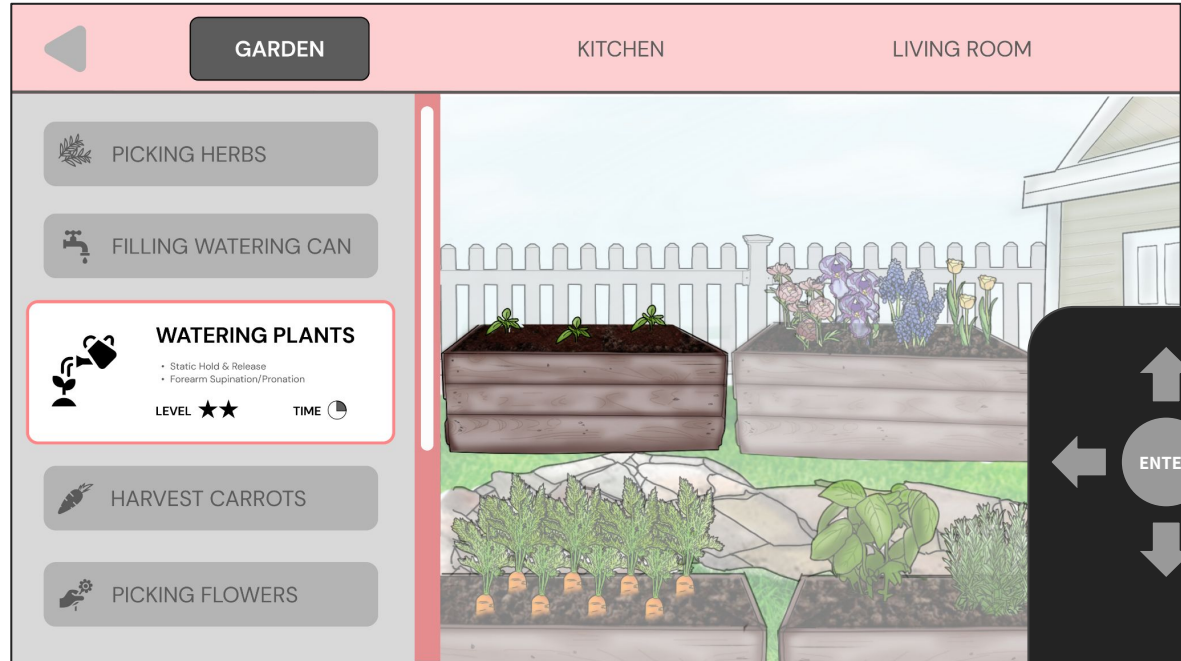 GARDEN
KITCHEN
LIVING ROOM
PICKING HERBS
FILLING WATERING CAN
WATERING PLANTS
• Static Hold & Release
• Forearm Supination/Pronation
LEVEL ★★
TIME
HARVEST CARROTS
PICKING FLOWERS
ENTE